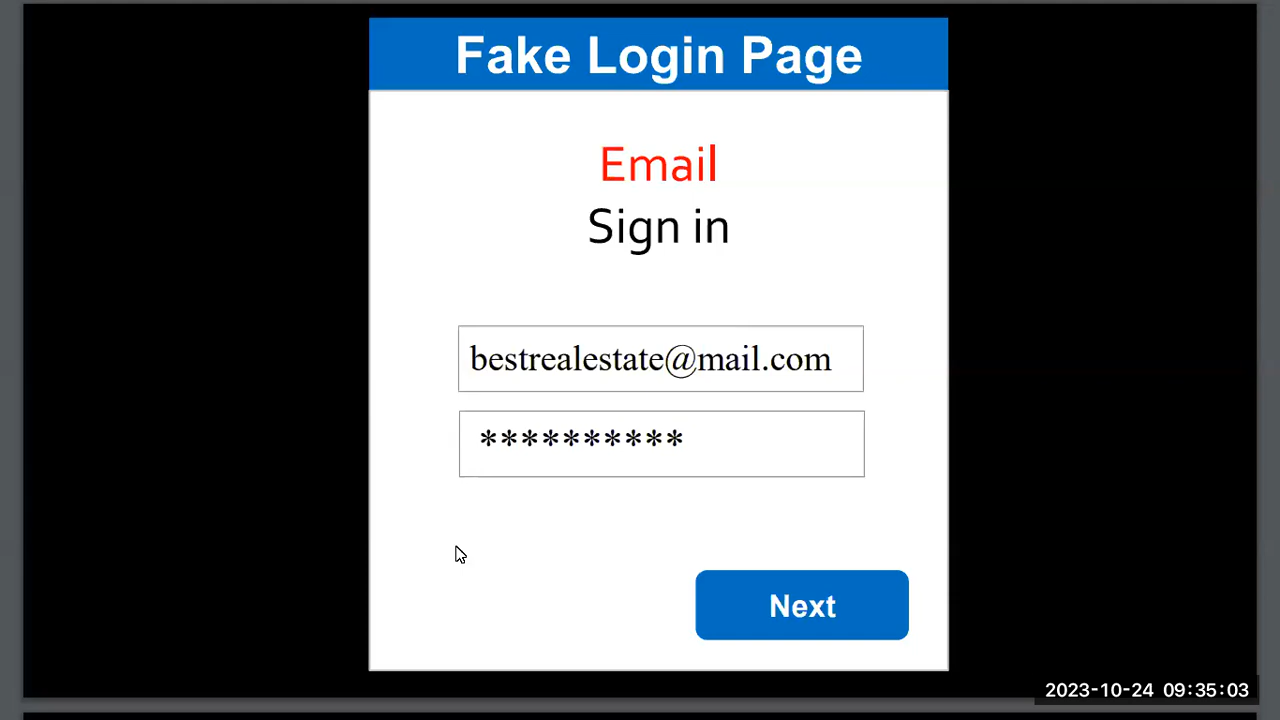 Fake Login Page
Email
Sign in
bestrealestate@mail.com
**********
Next
2023-10-24 09:35:03